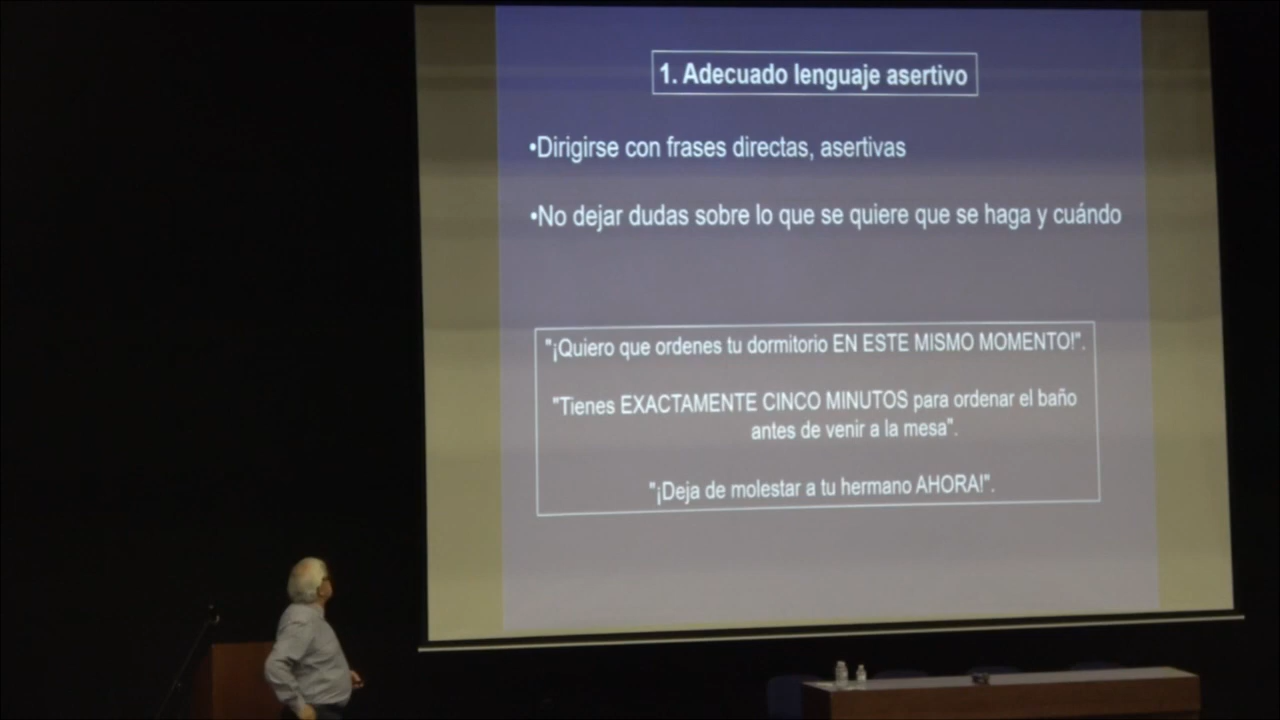 1. Adecuado lenguaje asertivo
•Dirigirse con frases directas, asertivas
•No dejar dudas sobre lo que se quiere que se haga y cuándo
"¡Quiero que ordenes tu dormitorio EN ESTE MISMO MOMENTO!".
"Tienes EXACTAMENTE CINCO MINUTOS para ordenar el baño
antes de venir a la mesa".
"¡Deja de molestar a tu hermano AHORA!".